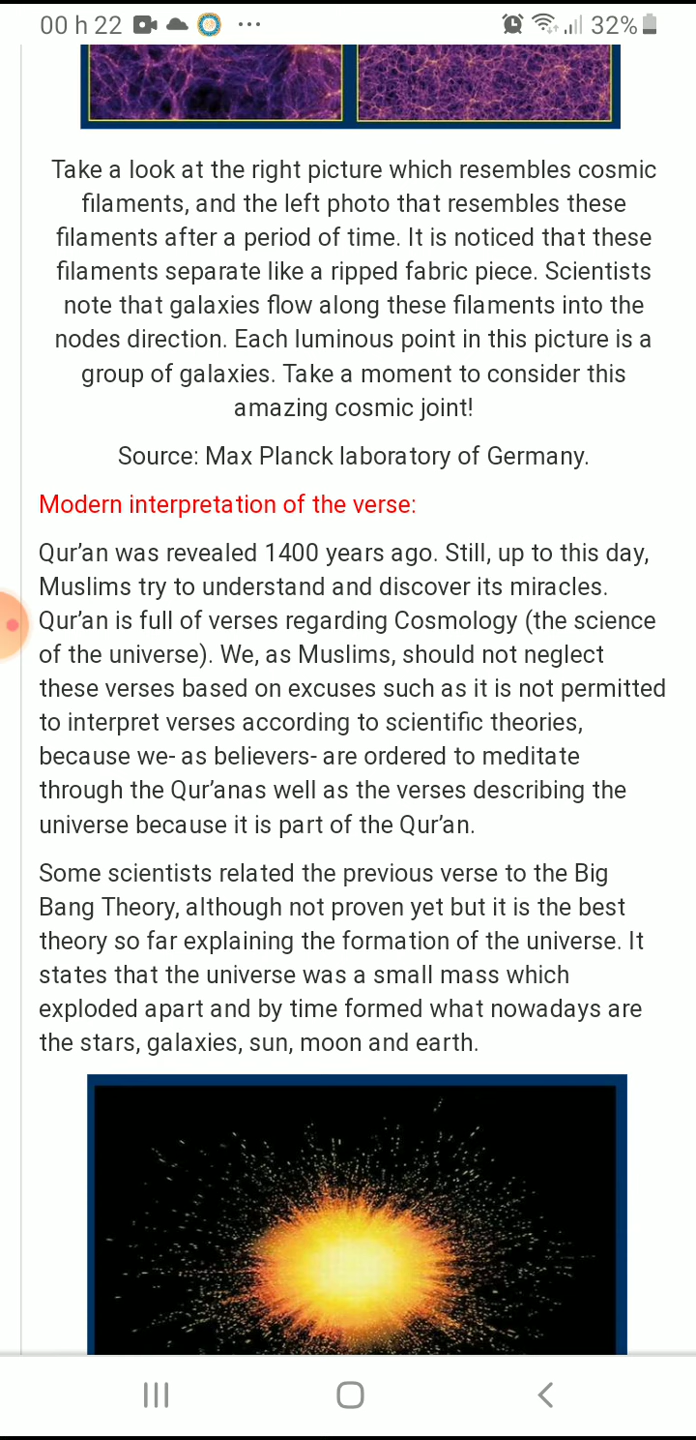 00 h 22 ... 32%
Take a look at the right picture which resembles cosmic
filaments, and the left photo that resembles these
filaments after a period of time. It is noticed that these
filaments separate like a ripped fabric piece. Scientists
note that galaxies flow along these filaments into the
nodes direction. Each luminous point in this picture is a
group of galaxies. Take a moment to consider this
amazing cosmic joint!
Source: Max Planck laboratory of Germany.
Modern interpretation of the verse:
Qur’an was revealed 1400 years ago. Still, up to this day,
Muslims try to understand and discover its miracles.
Qur’an is full of verses regarding Cosmology (the science
of the universe). We, as Muslims, should not neglect
these verses based on excuses such as it is not permitted
to interpret verses according to scientific theories,
because we- as believers- are ordered to meditate
through the Qur’anas well as the verses describing the
universe because it is part of the Qur’an.
Some scientists related the previous verse to the Big
Bang Theory, although not proven yet but it is the best
theory so far explaining the formation of the universe. It
states that the universe was a small mass which
exploded apart and by time formed what nowadays are
the stars, galaxies, sun, moon and earth.